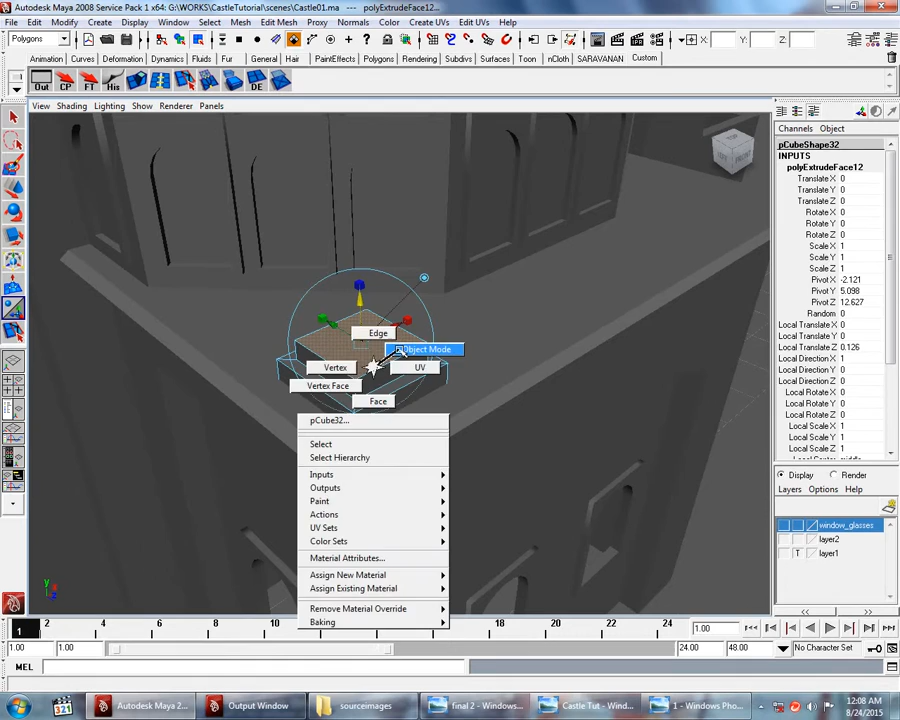 Autodesk Maya 2008 Service Pack 1 x64: G:\WORKS\CastleTutorial\scenes\Castle01.ma --- polyExtrudeFace12...
File Edit Modify Create Display Window Select Mesh Edit Mesh Proxy Normals Color Create UVs Edit UVs Help
Polygons
X: Y: Z:
Animation Curves Deformation Dynamics Fluids Fur General Hair PaintEffects Polygons Rendering Subdivs Surfaces Toon nCloth SARAVANAN Custom
Out CP FT His DE
View Shading Lighting Show Renderer Panels
Channels Object
pCubeShape32
INPUTS
polyExtrudeFace12
Translate X 0
Translate Y 0
Translate Z 0
Rotate X 0
Rotate Y 0
Rotate Z 0
Scale X 1
Scale Y 1
Scale Z 1
Pivot X -2.121
Pivot Y 5.098
Pivot Z 12.627
Local Translate 0
Local Translate 0
Local Translate 0.126
Local Direction 1
Local Direction 0
Local Direction 0
Local Rotate X 0
Local Rotate Y 0
Local Rotate Z 0
Local Scale X 1
Local Scale Y 1
Local Scale Z 1
Edge
Object Mode
Vertex UV
Vertex Face
Face
pCube32...
Select
Select Hierarchy
Inputs
Outputs
Paint
Actions
UV Sets
Color Sets
Material Attributes...
Assign New Material
Assign Existing Material
Remove Material Override
Baking
Display Render
Layers Options Help
window_glasses
layer2
T layer1
1 2 4 6 8 10 12 14 16 18 20 22 24 1.00
1.00 1.00 24.00 48.00 No Character Set
MEL
Maya 2... Output Window sourceimages final 2 - Windows... Castle Tut - Windo... 1 - Windows Phot...
12:08 AM
8/24/2015